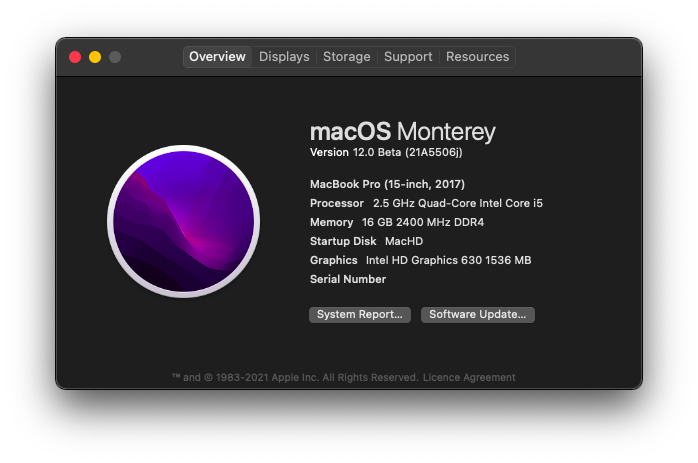 Overview Displays Storage Support Resources
macOS Monterey
Version 12.0 Beta (21A5506j)
MacBook Pro (15-inch, 2017)
Processor 2.5 GHz Quad-Core Intel Core i5
Memory 16 GB 2400 MHz DDR4
Startup Disk MacHD
Graphics Intel HD Graphics 630 1536 MB
Serial Number
System Report... Software Update...
™ and © 1983-2021 Apple Inc. All Rights Reserved. Licence Agreement